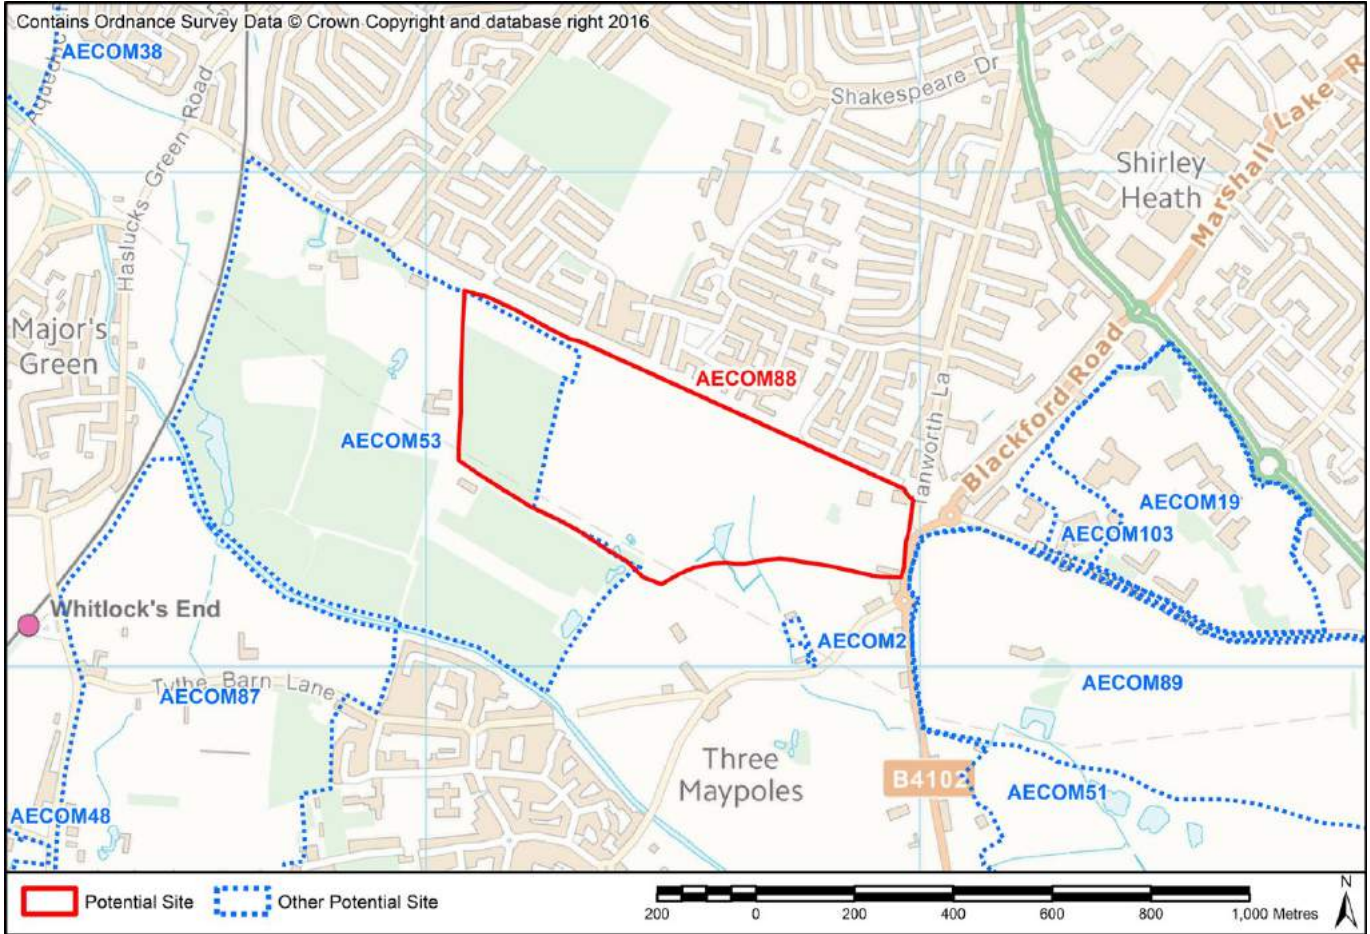 Contains Ordnance Survey Data © Crown Copyright and database right 2016
AECOM38
Haslucks Green Road
Shakespeare Dr
Shirley
Heath
Marshall Lake R
Major's
Green
AECOM88
AECOM53
Tanworth La
Blackford Road
AECOM19
AECOM103
Whitlock's End
AECOM2
AECOM89
Tythe Barn Lane
AECOM87
Three
Maypoles
B4102
AECOM51
AECOM48
Potential Site
Other Potential Site
200 0 200 400 600 800 1,000 Metres
N